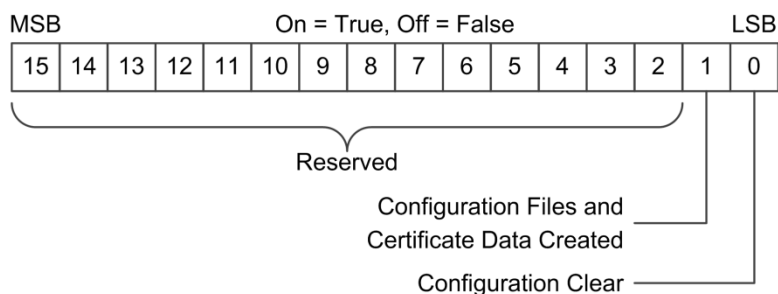 MSB On = True, Off = False LSB
15 14 13 12 11 10 9 8 7 6 5 4 3 2 1 0
Reserved
Configuration Files and
Certificate Data Created
Configuration Clear